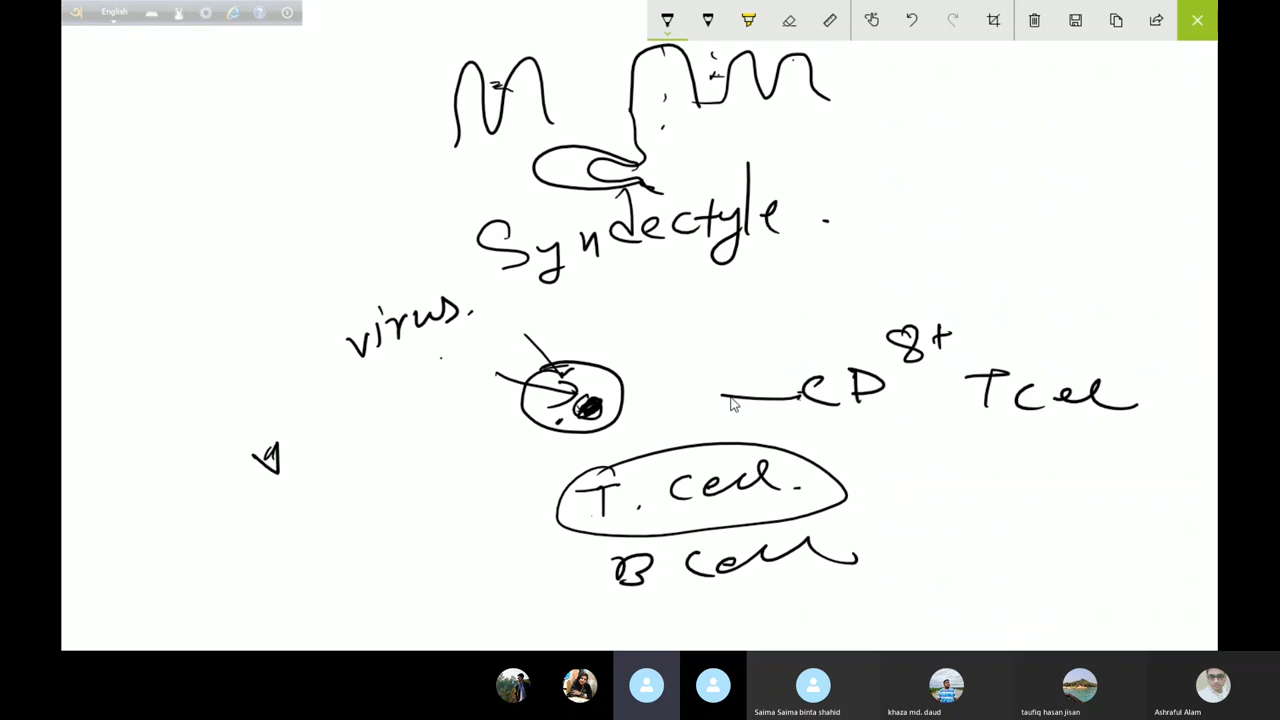 English
Syndectyle .
virus.
CD 8+ T Cell
T. Cell.
B Cell
Saima Saima binta shahid
khaza md. daud
taufiq hasan jisan
Ashraful Alam